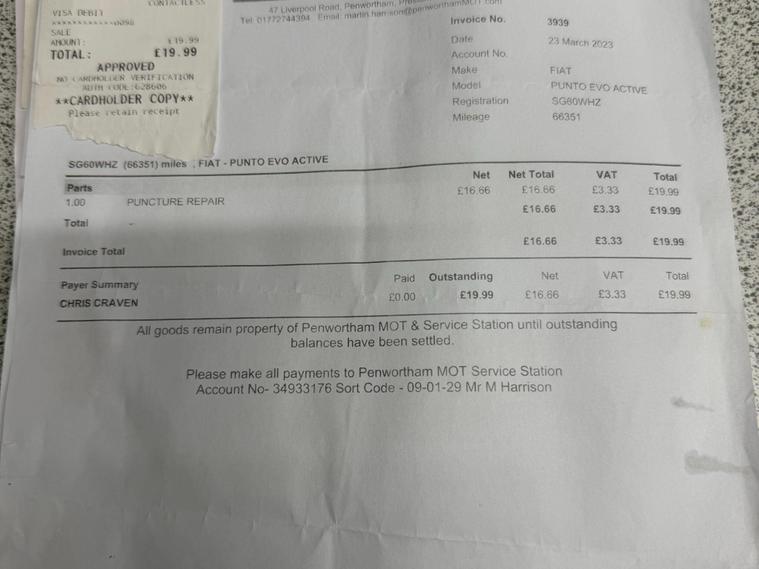 CONTACTLESS
VISA DEBIT
************0098
SALE
AMOUNT: £19.99
TOTAL: £19.99
APPROVED
NO CARDHOLDER VERIFICATION
AUTH CODE:628606
**CARDHOLDER COPY**
Please retain receipt
47 Liverpool Road, Penwortham,
Tel: 01772744394 Email:
Invoice No. 3939
Date 23 March 2023
Account No.
Make FIAT
Model PUNTO EVO ACTIVE
Registration SG60WHZ
Mileage 66351
SG60WHZ (66351) miles , FIAT - PUNTO EVO ACTIVE
Parts Net Net Total VAT Total
1.00 PUNCTURE REPAIR £16.66 £16.66 £3.33 £19.99
Total - £16.66 £3.33 £19.99
Invoice Total £16.66 £3.33 £19.99
Payer Summary Paid Outstanding Net VAT Total
CHRIS CRAVEN £0.00 £19.99 £16.66 £3.33 £19.99
All goods remain property of Penwortham MOT & Service Station until outstanding
balances have been settled.
Please make all payments to Penwortham MOT Service Station
Account No- 34933176 Sort Code - 09-01-29 Mr M Harrison